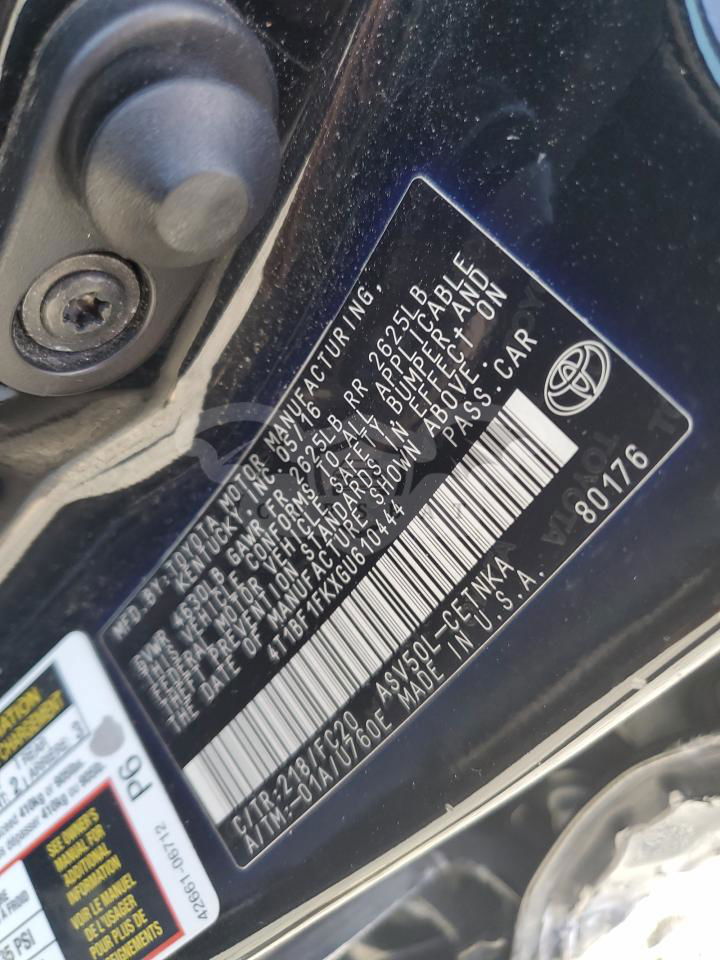 MFD.BY:TOYOTA MOTOR MANUFACTURING,
KENTUCKY, INC. 05/16
GVWR 4630LB GAWR FR 2625LB RR 2625LB
THIS VEHICLE CONFORMS TO ALL APPLICABLE
FEDERAL MOTOR VEHICLE SAFETY, BUMPER, AND
THEFT PREVENTION STANDARDS IN EFFECT ON
THE DATE OF MANUFACTURE SHOWN ABOVE.
4T1BF1FKXGU610444 PASS.CAR
C/TR:218/FC20 ASV50L-CETNKA
A/TM:-01A/U760E MADE IN U.S.A.
80176
TOYOTA
P6
42661-06712
SEE OWNER'S
MANUAL FOR
ADDITIONAL
INFORMATION
VOIR LE MANUEL
DE L'USAGER
POUR PLUS DE
RENSEIGNEMENTS
PSI